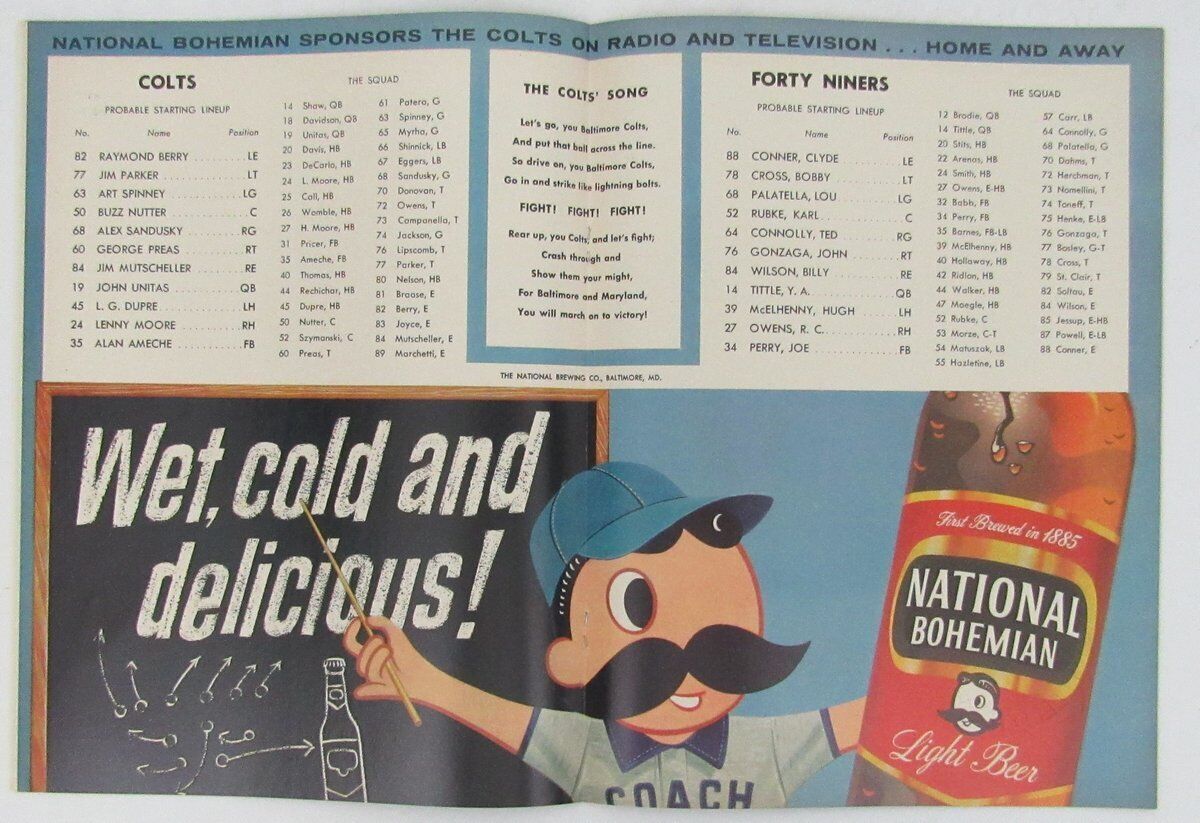 NATIONAL BOHEMIAN SPONSORS THE COLTS ON RADIO AND TELEVISION . . . HOME AND AWAY
COLTS
PROBABLE STARTING LINEUP
No. Name Position
82 RAYMOND BERRY .......... LE
77 JIM PARKER .......... LT
63 ART SPINNEY .......... LG
50 BUZZ NUTTER .......... C
68 ALEX SANDUSKY .......... RG
60 GEORGE PREAS .......... RT
84 JIM MUTSCHELLER .......... RE
19 JOHN UNITAS .......... QB
45 L. G. DUPRE .......... LH
24 LENNY MOORE .......... RH
35 ALAN AMECHE .......... FB
THE SQUAD
14 Shaw, QB
18 Davidson, QB
19 Unitas, QB
20 Davis, HB
23 DeCarlo, HB
24 L. Moore, HB
25 Call, HB
26 Womble, HB
27 H. Moore, HB
31 Pricer, FB
35 Ameche, FB
40 Thomas, HB
44 Rechichar, HB
45 Dupre, HB
50 Nutter, C
52 Szymanski, C
60 Preas, T
61 Patera, G
63 Spinney, G
65 Myrha, G
66 Shinnick, LB
67 Eggers, LB
68 Sandusky, G
70 Donovan, T
72 Owens, T
73 Campanella, T
74 Jackson, G
76 Lipscomb, T
77 Parker, T
80 Nelson, HB
81 Braase, E
82 Berry, E
83 Joyce, E
84 Mutscheller, E
89 Marchetti, E
THE COLTS' SONG
Let's go, you Baltimore Colts,
And put that ball across the line.
So drive on, you Baltimore Colts,
Go in and strike like lightning bolts.
FIGHT! FIGHT! FIGHT!
Rear up, you Colts, and let's fight;
Crash through and
Show them your might,
For Baltimore and Maryland,
You will march on to victory!
FORTY NINERS
PROBABLE STARTING LINEUP
No. Name Position
88 CONNER, CLYDE .......... LE
78 CROSS, BOBBY .......... LT
68 PALATELLA, LOU .......... LG
52 RUBKE, KARL .......... C
64 CONNOLLY, TED .......... RG
76 GONZAGA, JOHN .......... RT
84 WILSON, BILLY .......... RE
14 TITTLE, Y. A. .......... QB
39 McELHENNY, HUGH .......... LH
27 OWENS, R. C. .......... RH
34 PERRY, JOE .......... FB
THE SQUAD
12 Brodie, QB
14 Tittle, QB
20 Stits, HB
22 Arenas, HB
24 Smith, HB
27 Owens, E-HB
32 Babb, FB
34 Perry, FB
35 Barnes, FB-LB
39 McElhenny, HB
40 Hollaway, HB
42 Ridlon, HB
44 Walker, HB
47 Moegle, HB
52 Rubke, C
53 Morze, C-T
54 Matuszak, LB
55 Hazletine, LB
57 Carr, LB
64 Connolly, G
68 Palatella, G
70 Dahms, T
72 Herchman, T
73 Nomellini, T
74 Toneff, T
75 Henke, E-LB
76 Gonzaga, T
77 Bosley, G-T
78 Cross, T
79 St. Clair, T
82 Soltau, E
84 Wilson, E
85 Jessup, E-HB
87 Powell, E-LB
88 Conner, E
THE NATIONAL BREWING CO., BALTIMORE, MD.
Wet, cold and
delicious!
COACH
First Brewed in 1885
NATIONAL
BOHEMIAN
Light Beer